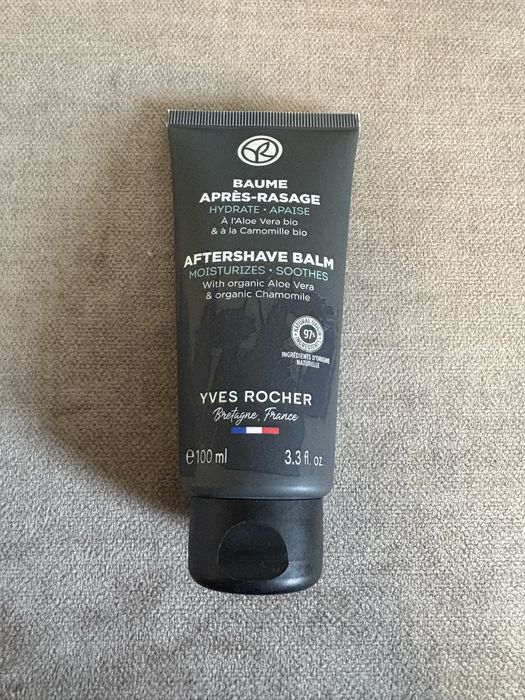 BAUME
APRÈS-RASAGE
HYDRATE • APAISE
À l'Aloe Vera bio
& à la Camomille bio
AFTERSHAVE BALM
MOISTURIZES • SOOTHES
With organic Aloe Vera
& organic Chamomile
97%
INGRÉDIENTS D'ORIGINE
NATURELLE
YVES ROCHER
Bretagne, France
e 100 ml 3.3 fl. oz.